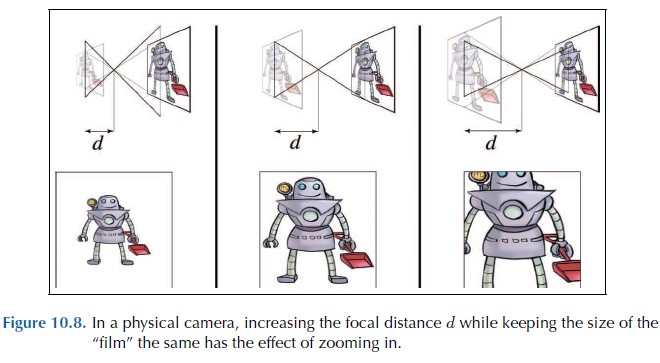 d
d
d
Figure 10.8. In a physical camera, increasing the focal distance d while keeping the size of the
“film” the same has the effect of zooming in.